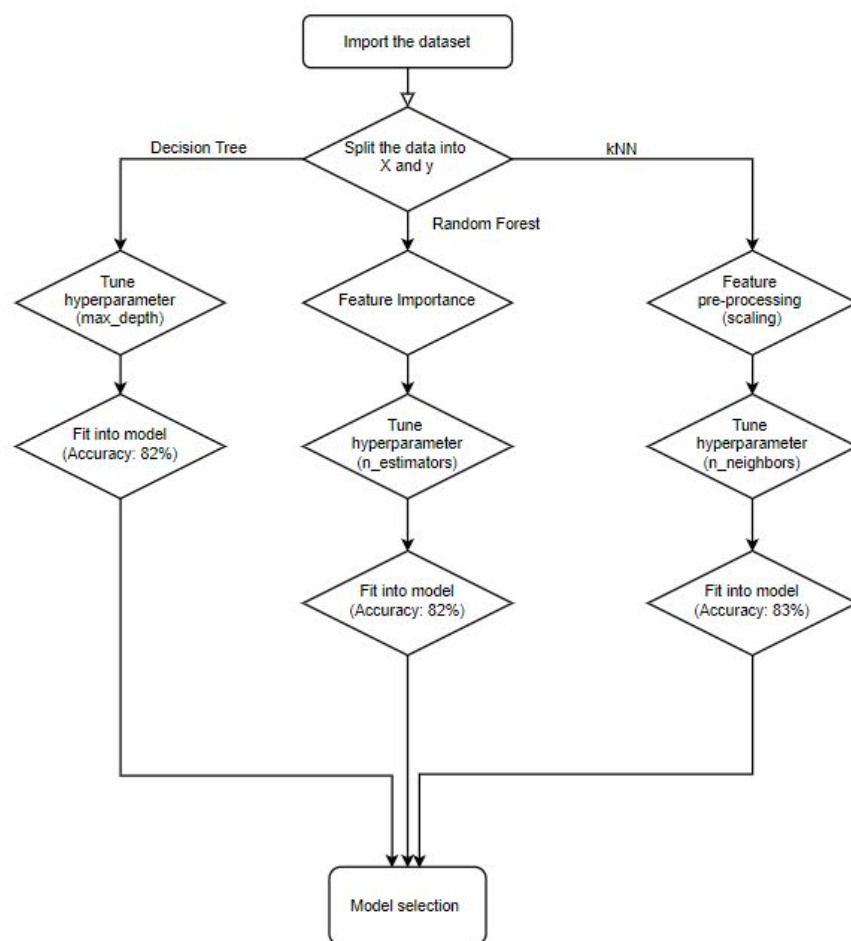 Import the dataset
Decision Tree
Split the data into
X and y
kNN
Random Forest
Tune
hyperparameter
(max_depth)
Feature Importance
Feature
pre-processing
(scaling)
Fit into model
(Accuracy: 82%)
Tune
hyperparameter
(n_estimators)
Tune
hyperparameter
(n_neighbors)
Fit into model
(Accuracy: 82%)
Fit into model
(Accuracy: 83%)
Model selection